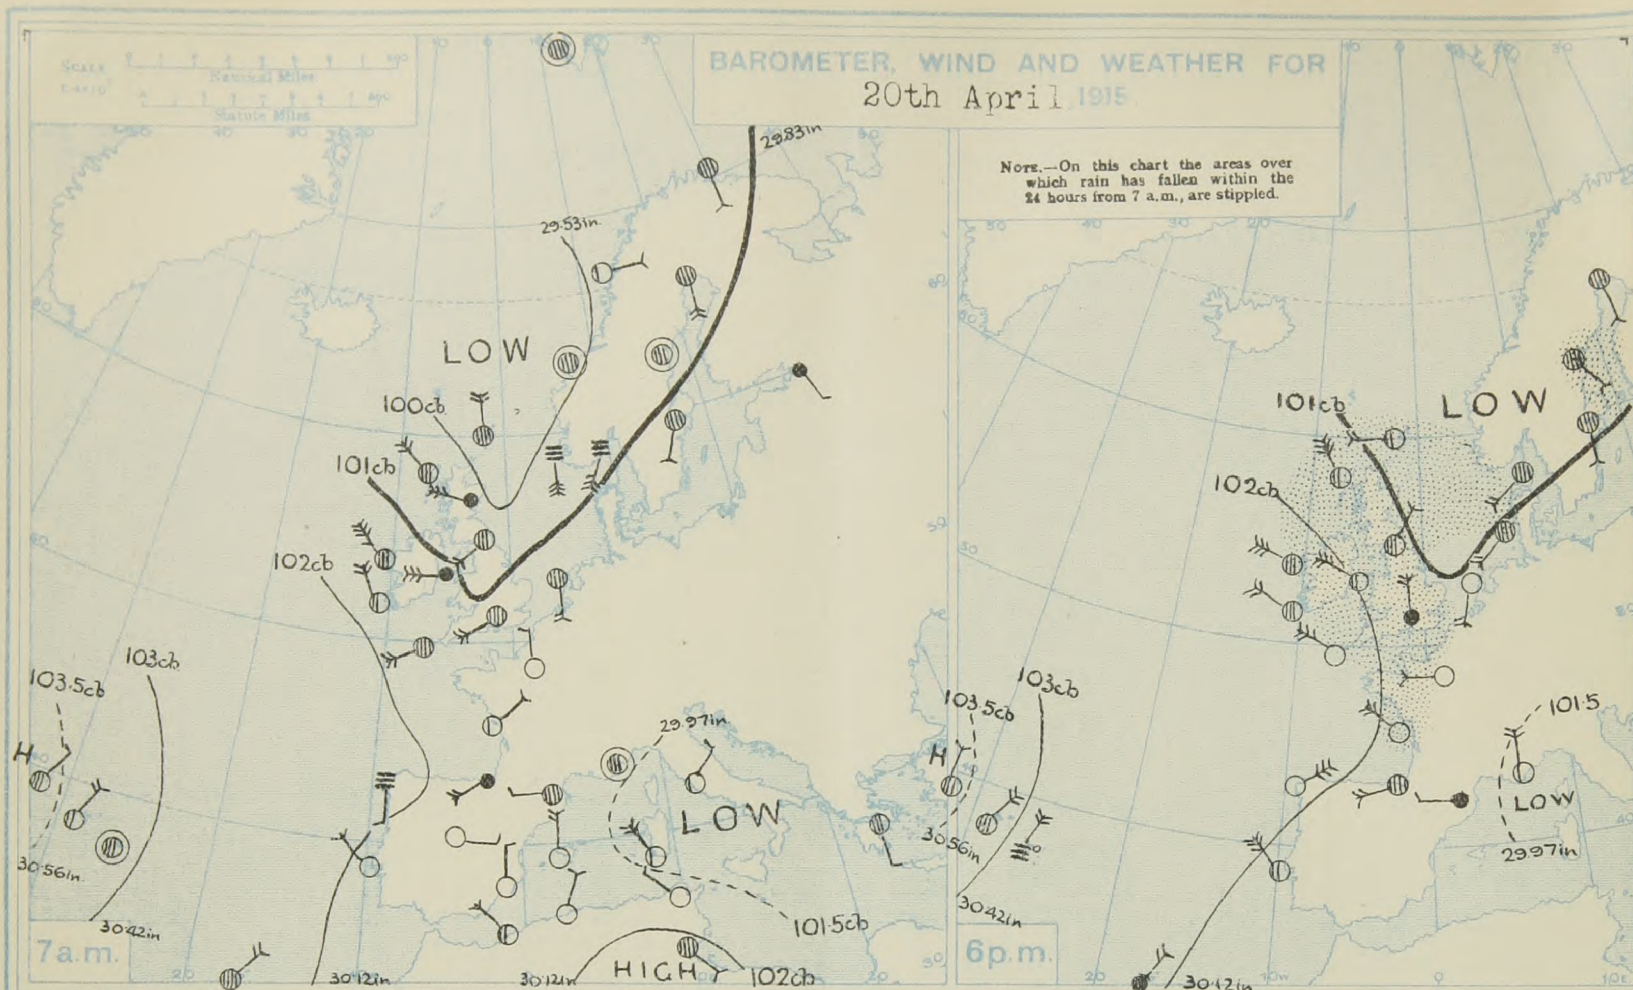 BAROMETER, WIND AND WEATHER FOR
20th April 1915.
Nautical Miles
Statute Miles
NOTE.—On this chart the areas over
which rain has fallen within the
24 hours from 7 a.m., are stippled.
29.83in
29.53in
LOW
100cb
101cb
102cb
103cb
103.5cb
H
30.56in
30.42in
29.97in
LOW
101.5cb
HIGH
102cb
30.12in
30.12in
7a.m.
101cb
LOW
102cb
103cb
103.5cb
H
30.56in
30.42in
101.5
LOW
29.97in
30.12in
6p.m.